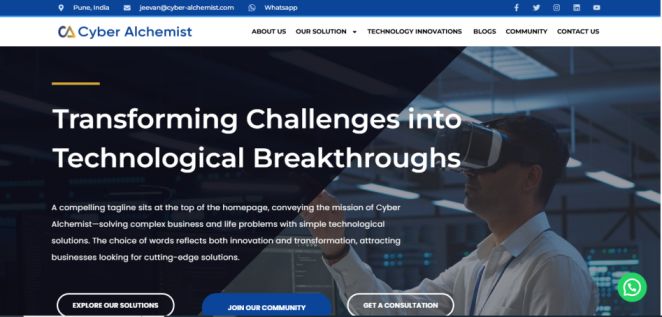 Pune, India jeevan@cyber-alchemist.com Whatsapp
Cyber Alchemist ABOUT US OUR SOLUTION TECHNOLOGY INNOVATIONS BLOGS COMMUNITY CONTACT US
Transforming Challenges into
Technological Breakthroughs
A compelling tagline sits at the top of the homepage, conveying the mission of Cyber
Alchemist—solving complex business and life problems with simple technological
solutions. The choice of words reflects both innovation and transformation, attracting
businesses looking for cutting-edge solutions.
EXPLORE OUR SOLUTIONS JOIN OUR COMMUNITY GET A CONSULTATION